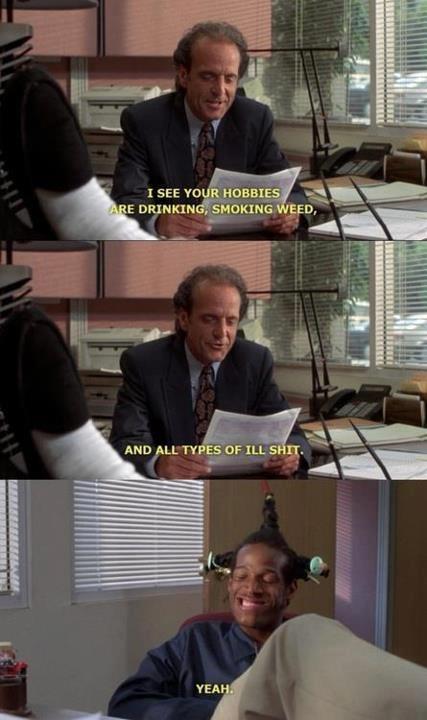 I SEE YOUR HOBBIES
ARE DRINKING, SMOKING WEED,
AND ALL TYPES OF ILL SHIT.
YEAH.